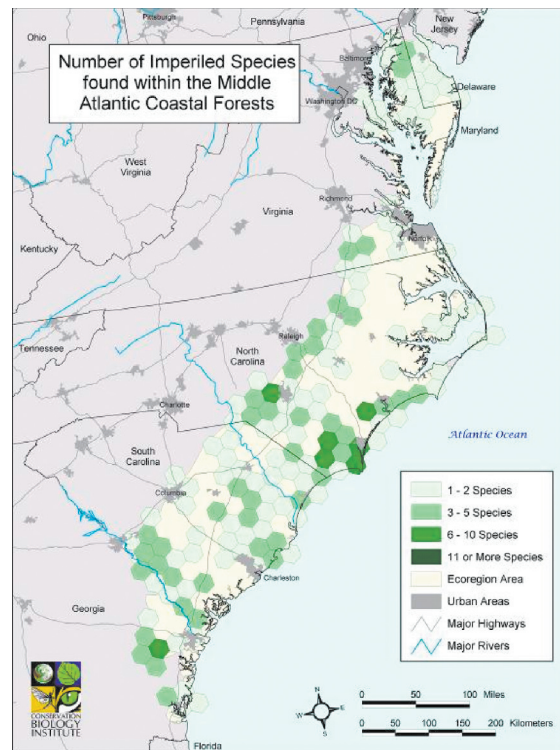 Pittsburgh
Pennsylvania
New
Jersey
Ohio
Number of Imperiled Species
found within the Middle
Atlantic Coastal Forests
Baltimore
Washington DC
Delaware
Maryland
West
Virginia
Richmond
Virginia
Norfolk
Kentucky
Tennessee
Raleigh
North
Carolina
Charlotte
South
Carolina
Columbia
Atlantic Ocean
Charleston
Georgia
Florida
1 - 2 Species
3 - 5 Species
6 - 10 Species
11 or More Species
Ecoregion Area
Urban Areas
Major Highways
Major Rivers
CONSERVATION
BIOLOGY
INSTITUTE
N
W E
S
0 50 100 Miles
0 50 100 150 200 Kilometers